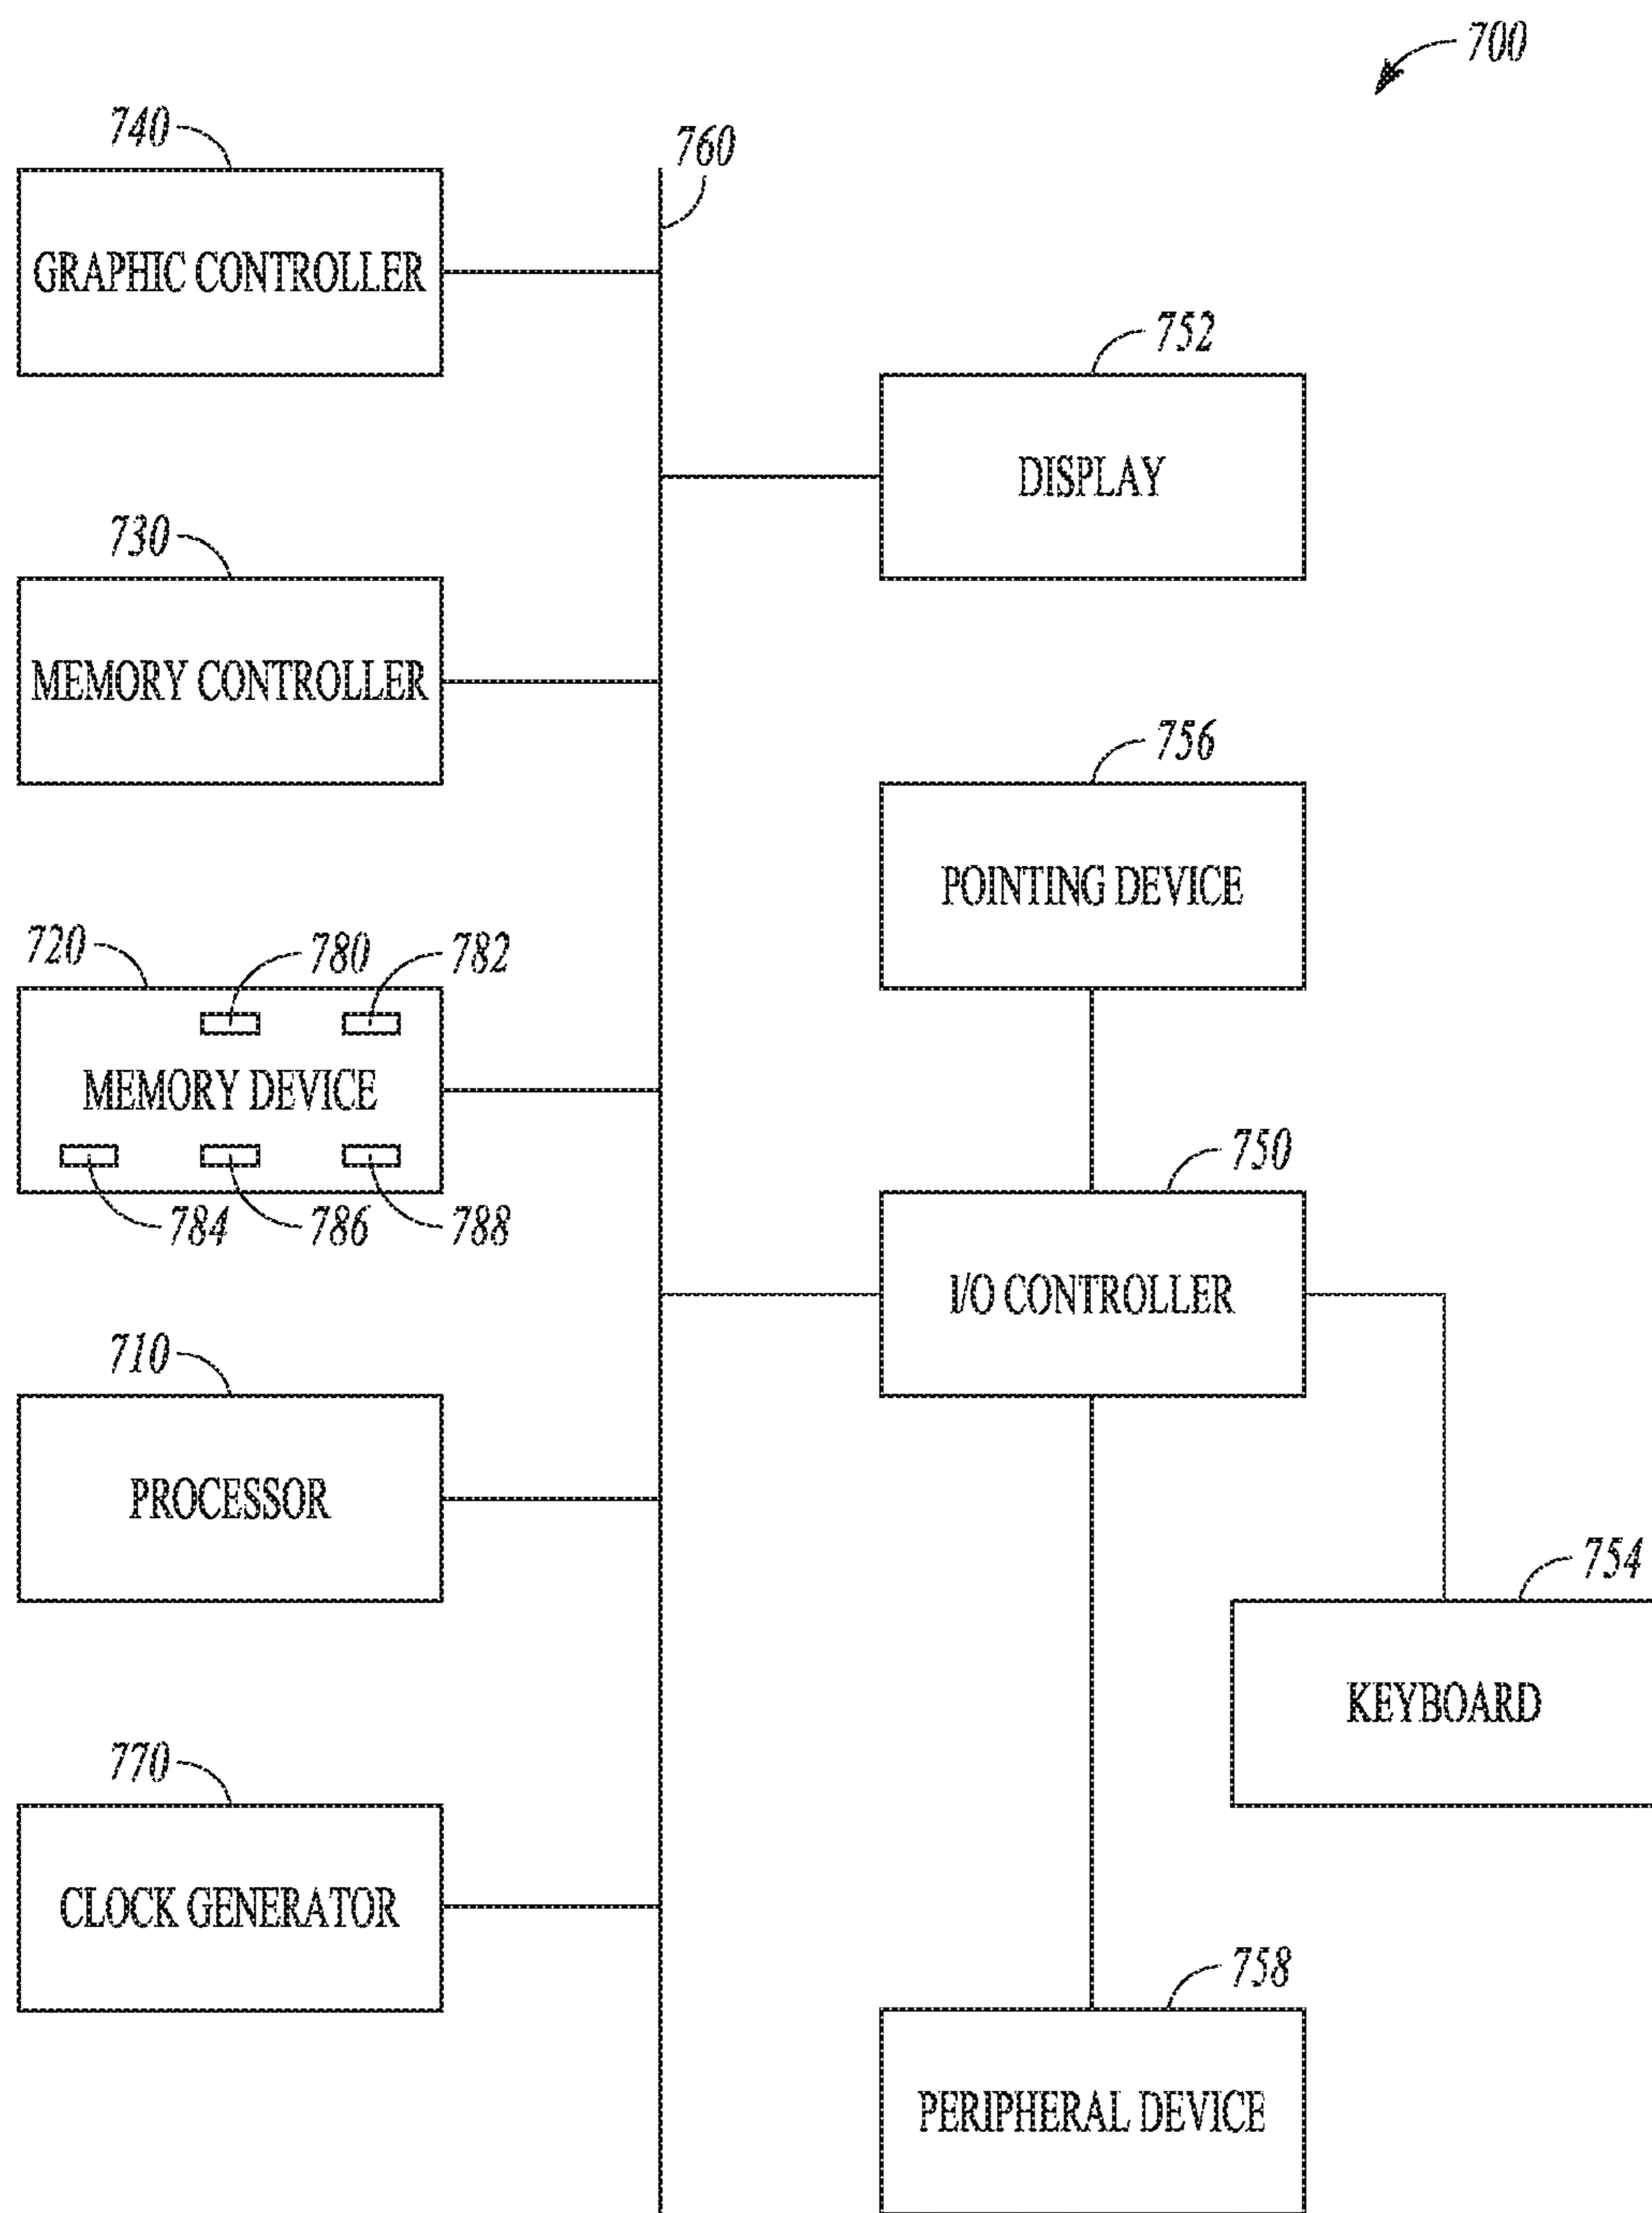 700
740
760
GRAPHIC CONTROLLER
752
DISPLAY
730
MEMORY CONTROLLER
756
POINTING DEVICE
720
780
782
MEMORY DEVICE
784
786
788
750
I/O CONTROLLER
710
PROCESSOR
754
KEYBOARD
770
CLOCK GENERATOR
758
PERIPHERAL DEVICE